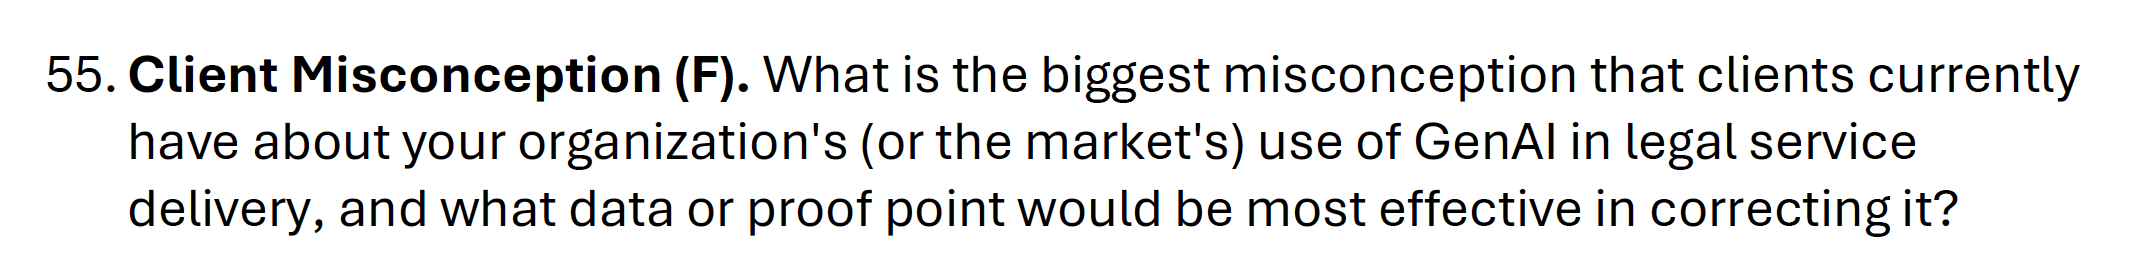 55. Client Misconception (F). What is the biggest misconception that clients currently
have about your organization's (or the market's) use of GenAI in legal service
delivery, and what data or proof point would be most effective in correcting it?